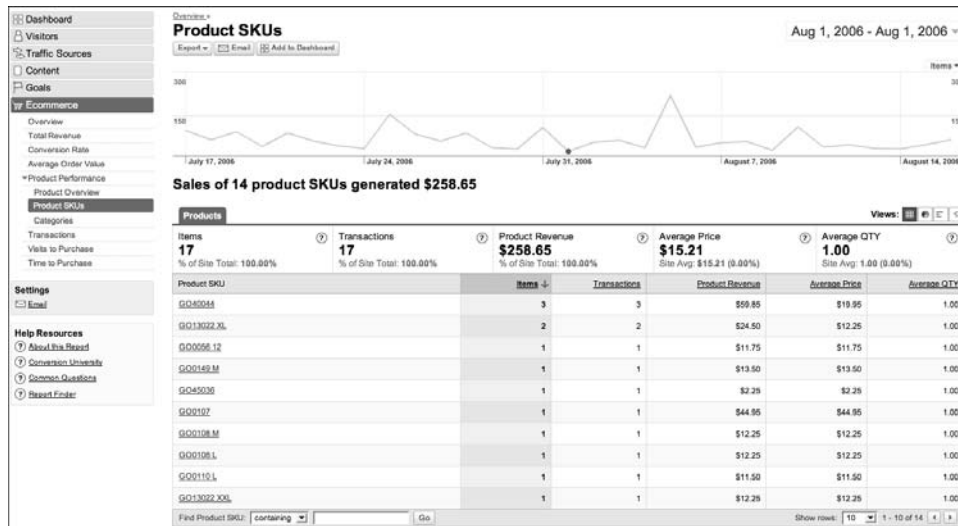 Dashboard
Visitors
Traffic Sources
Content
Goals
Ecommerce
Overview
Total Revenue
Conversion Rate
Average Order Value
Product Performance
Product Overview
Product SKUs
Categories
Transactions
Visits to Purchase
Time to Purchase
Settings
Email
Help Resources
About this Report
Conversion University
Common Questions
Report Finder
Overview »
Product SKUs
Aug 1, 2006 - Aug 1, 2006
Export Email Add to Dashboard
Items
300 30
150 15
July 17, 2006 July 24, 2006 July 31, 2006 August 7, 2006 August 14, 2006
Sales of 14 product SKUs generated $258.65
Products Views:
Items Transactions Product Revenue Average Price Average QTY
17 17 $258.65 $15.21 1.00
% of Site Total: 100.00% % of Site Total: 100.00% % of Site Total: 100.00% Site Avg: $15.21 (0.00%) Site Avg: 1.00 (0.00%)
Product SKU Items Transactions Product Revenue Average Price Average QTY
GO40044 3 3 $59.85 $19.95 1.00
GO13022 XL 2 2 $24.50 $12.25 1.00
GO0056 12 1 1 $11.75 $11.75 1.00
GO0149 M 1 1 $13.50 $13.50 1.00
GO45036 1 1 $2.25 $2.25 1.00
GO0107 1 1 $44.95 $44.95 1.00
GO0108 M 1 1 $12.25 $12.25 1.00
GO0108 L 1 1 $12.25 $12.25 1.00
GO0110 L 1 1 $11.50 $11.50 1.00
GO13022 XXL 1 1 $12.25 $12.25 1.00
Find Product SKU: containing Go Show rows: 10 1 - 10 of 14